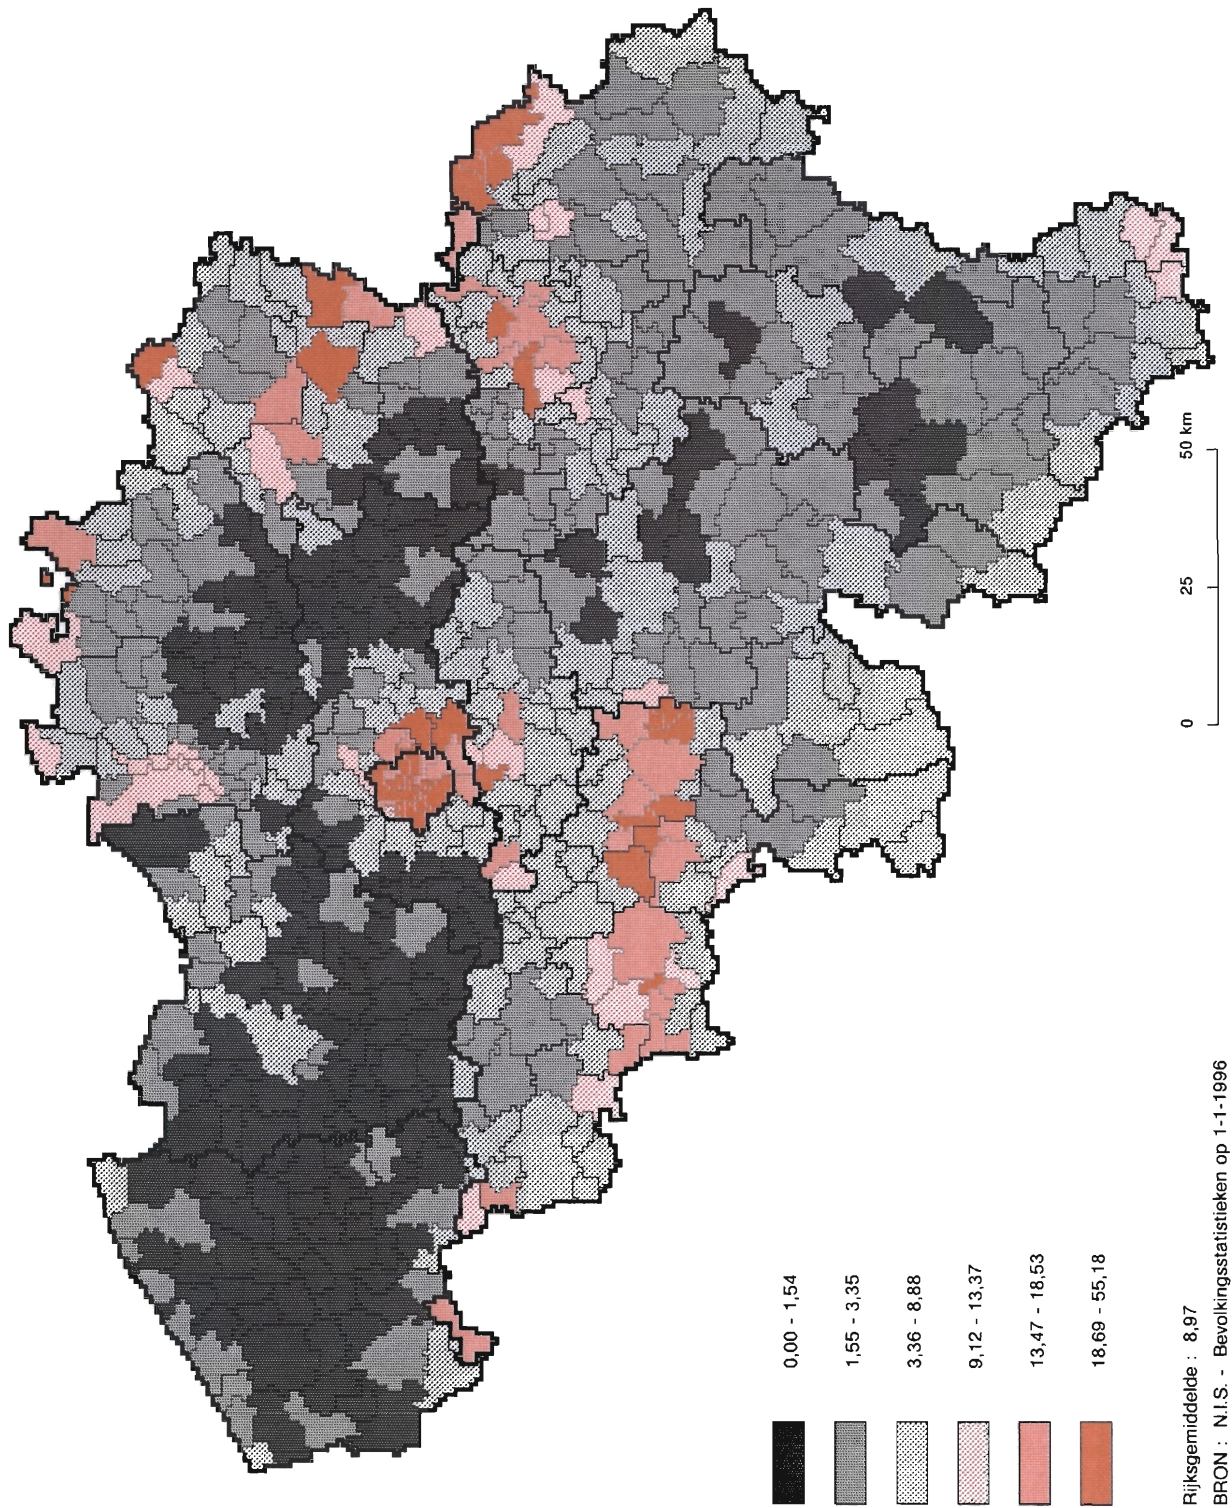 0,00 - 1,54
1,55 - 3,35
3,36 - 8,88
9,12 - 13,37
13,47 - 18,53
18,69 - 55,18
0 25 50 km
Rijksgemiddelde : 8,97
BRON : N.I.S. - Bevolkingsstatistieken op 1-1-1996